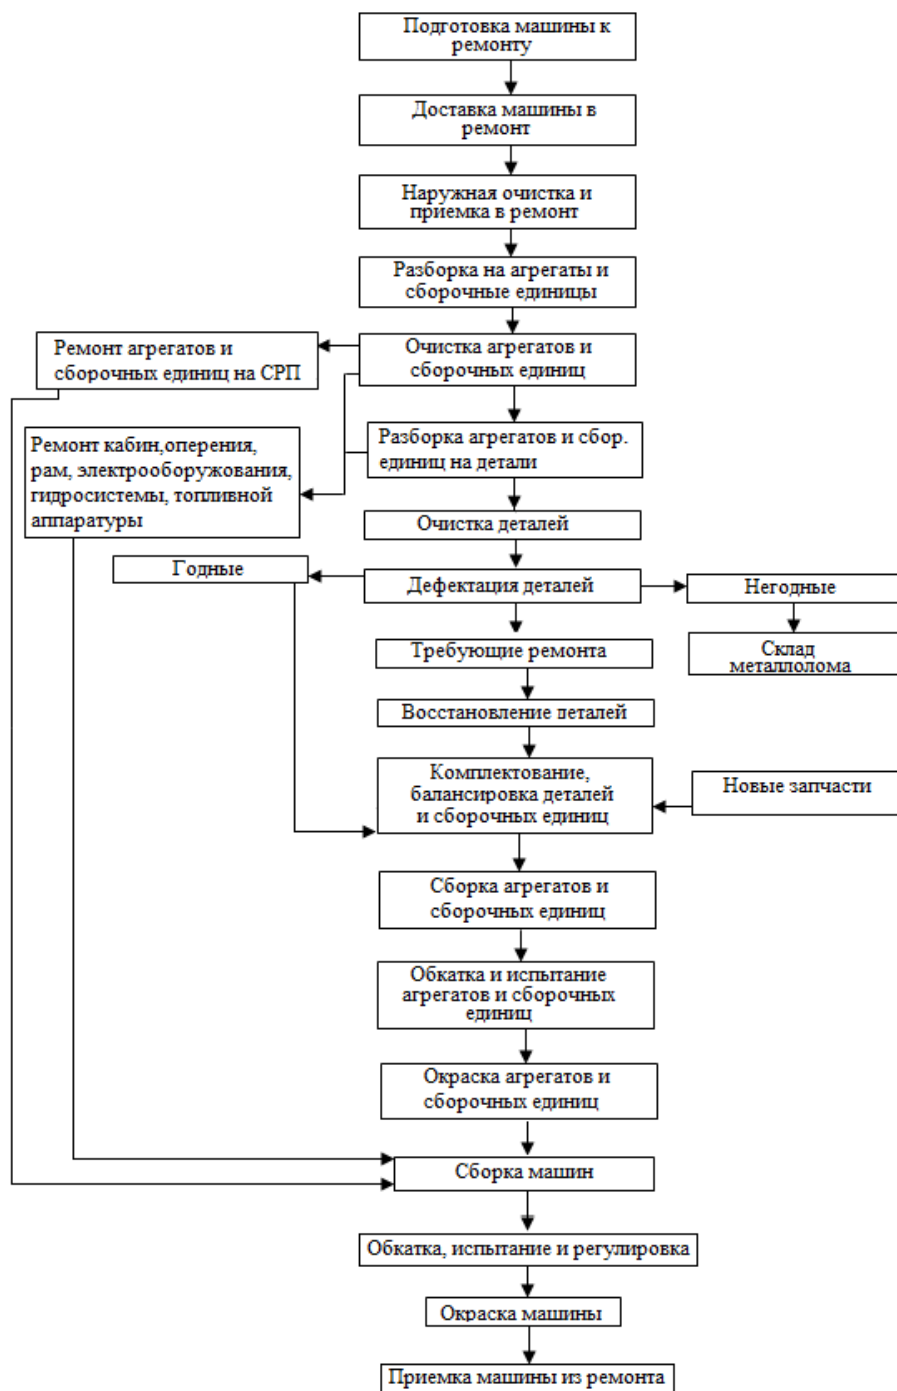 Подготовка машины к
ремонту
Доставка машины в
ремонт
Наружная очистка и
приемка в ремонт
Разборка на агрегаты и
сборочные единицы
Ремонт агрегатов и
сборочных единиц на СРП
Очистка агрегатов и
сборочных единиц
Разборка агрегатов и сбор.
единиц на детали
Ремонт кабин,оперения,
рам, электрооборужования,
гидросистемы, топливной
аппаратуры
Очистка деталей
Годные
Дефектация деталей
Негодные
Требующие ремонта
Склад
металлолома
Восстановление деталей
Комплектование,
балансировка деталей
и сборочных единиц
Новые запчасти
Сборка агрегатов и
сборочных единиц
Обкатка и испытание
агрегатов и сборочных
единиц
Окраска агрегатов и
сборочных единиц
Сборка машин
Обкатка, испытание и регулировка
Окраска машины
Приемка машины из ремонта